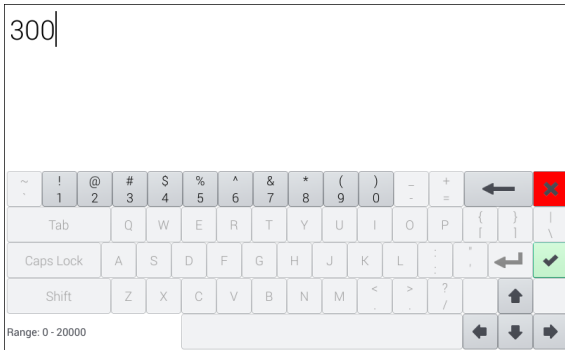 300
~ ! @ # $ % ^ & * ( ) _ +
` 1 2 3 4 5 6 7 8 9 0 - =
Tab Q W E R T Y U I O P { } |
[ ] \
Caps Lock A S D F G H J K L : "
; '
Shift Z X C V B N M < > ?
, . /
Range: 0 - 20000